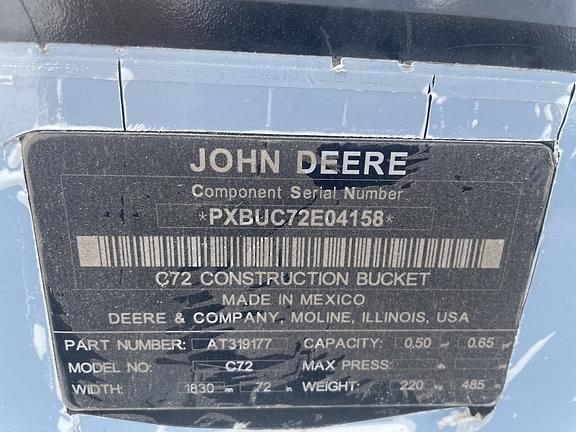 JOHN DEERE
Component Serial Number
*PXBUC72E04158*
C72 CONSTRUCTION BUCKET
MADE IN MEXICO
DEERE & COMPANY, MOLINE, ILLINOIS, USA
PART NUMBER: AT319177 CAPACITY: 0.50 0.65
MODEL NO: C72 MAX PRESS:
WIDTH: 1830 72 in WEIGHT: 220 485